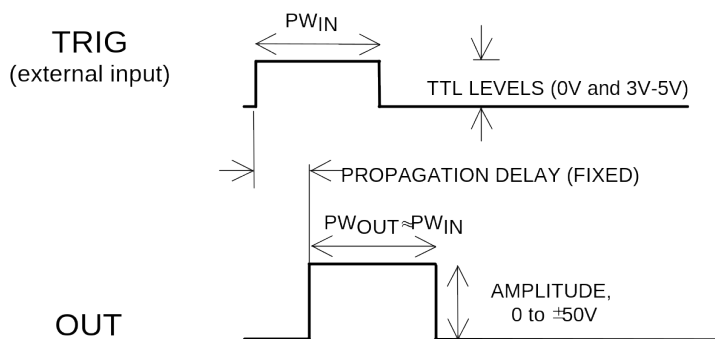 PWIN
TRIG
(external input)
TTL LEVELS (0V and 3V-5V)
PROPAGATION DELAY (FIXED)
PWOUT ≈PWIN
AMPLITUDE,
0 to ±50V
OUT